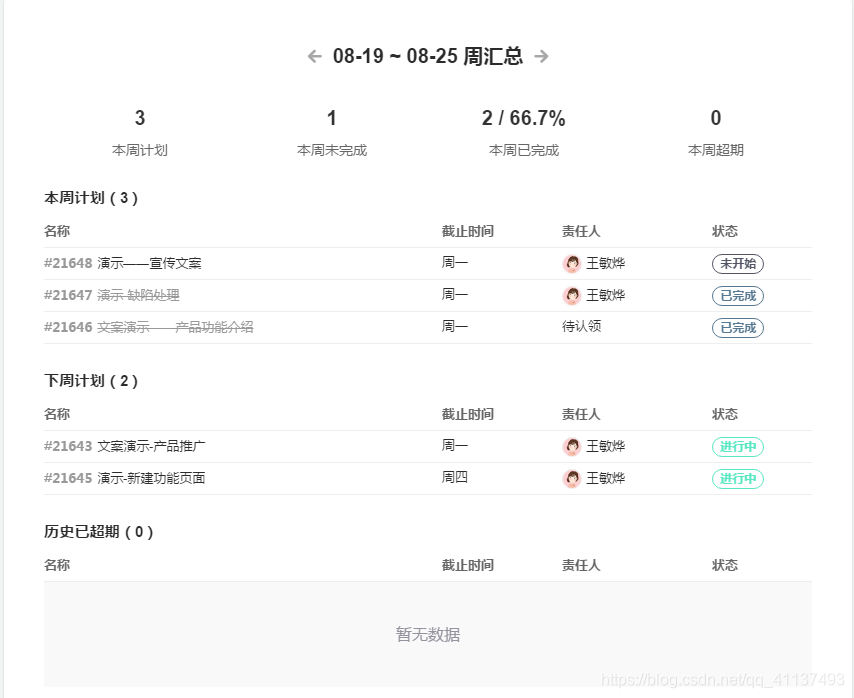 ← 08-19 ~ 08-25 周汇总 →
3 1 2 / 66.7% 0
本周计划 本周未完成 本周已完成 本周超期
本周计划 ( 3 )
名称 截止时间 责任人 状态
#21648 演示——宣传文案 周一 王敏烨 未开始
#21647 演示-缺陷处理 周一 王敏烨 已完成
#21646 文案演示——产品功能介绍 周一 待认领 已完成
下周计划 ( 2 )
名称 截止时间 责任人 状态
#21643 文案演示-产品推广 周一 王敏烨 进行中
#21645 演示-新建功能页面 周四 王敏烨 进行中
历史已超期 ( 0 )
名称 截止时间 责任人 状态
暂无数据
https://blog.csdn.net/qq_41137493